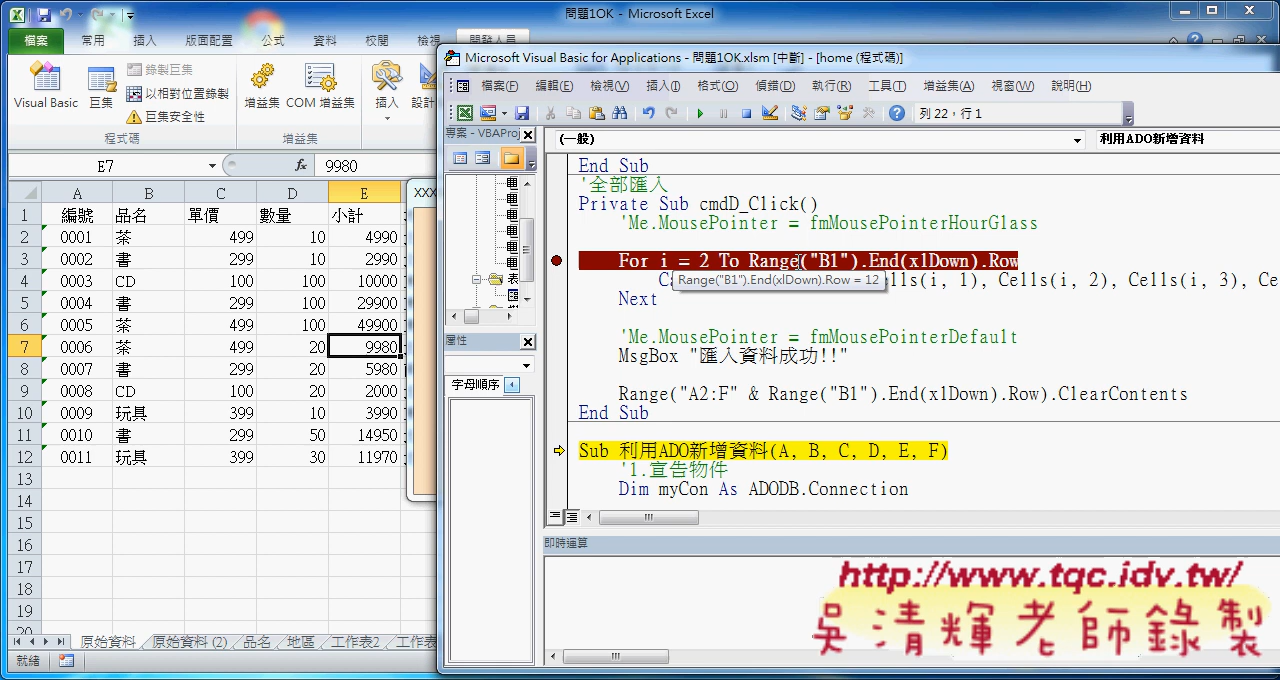 問題1OK - Microsoft Excel
檔案 常用 插入 版面配置 公式 資料 校閱 檢視 開發人員
Visual Basic 巨集 錄製巨集 以相對位置錄製 巨集安全性 增益集 COM 增益集 插入
程式碼 增益集
E7 fx 9980
A B C D E
1 編號 品名 單價 數量 小計
2 0001 茶 499 10 4990
3 0002 書 299 10 2990
4 0003 CD 100 100 10000
5 0004 書 299 100 29900
6 0005 茶 499 100 49900
7 0006 茶 499 20 9980
8 0007 書 299 20 5980
9 0008 CD 100 20 2000
10 0009 玩具 399 10 3990
11 0010 書 299 50 14950
12 0011 玩具 399 30 11970
13
14
15
16
17
18
19
20
原始資料 原始資料 (2) 品名 北區 工作表2 工作表
就緒
XXX
Microsoft Visual Basic for Applications - 問題1OK.xlsm [中斷] - [home (程式碼)]
檔案(F) 編輯(E) 檢視(V) 插入(I) 格式(O) 偵錯(D) 執行(R) 工具(T) 增益集(A) 視窗(W) 說明(H)
列 22，行 1
專案 - VBAProj
屬性
字母順序
(一般) 利用ADO新增資料
End Sub
'全部匯入
Private Sub cmdD_Click()
'Me.MousePointer = fmMousePointerHourGlass
For i = 2 To Range("B1").End(xlDown).Row
Range("B1").End(xlDown).Row = 12
ells(i, 1), Cells(i, 2), Cells(i, 3), Ce
Next
'Me.MousePointer = fmMousePointerDefault
MsgBox "匯入資料成功!!"
Range("A2:F" & Range("B1").End(xlDown).Row).ClearContents
End Sub
Sub 利用ADO新增資料(A, B, C, D, E, F)
'1.宣告物件
Dim myCon As ADODB.Connection
即時運算
http://www.tqc.idv.tw/
吳清輝老師錄製